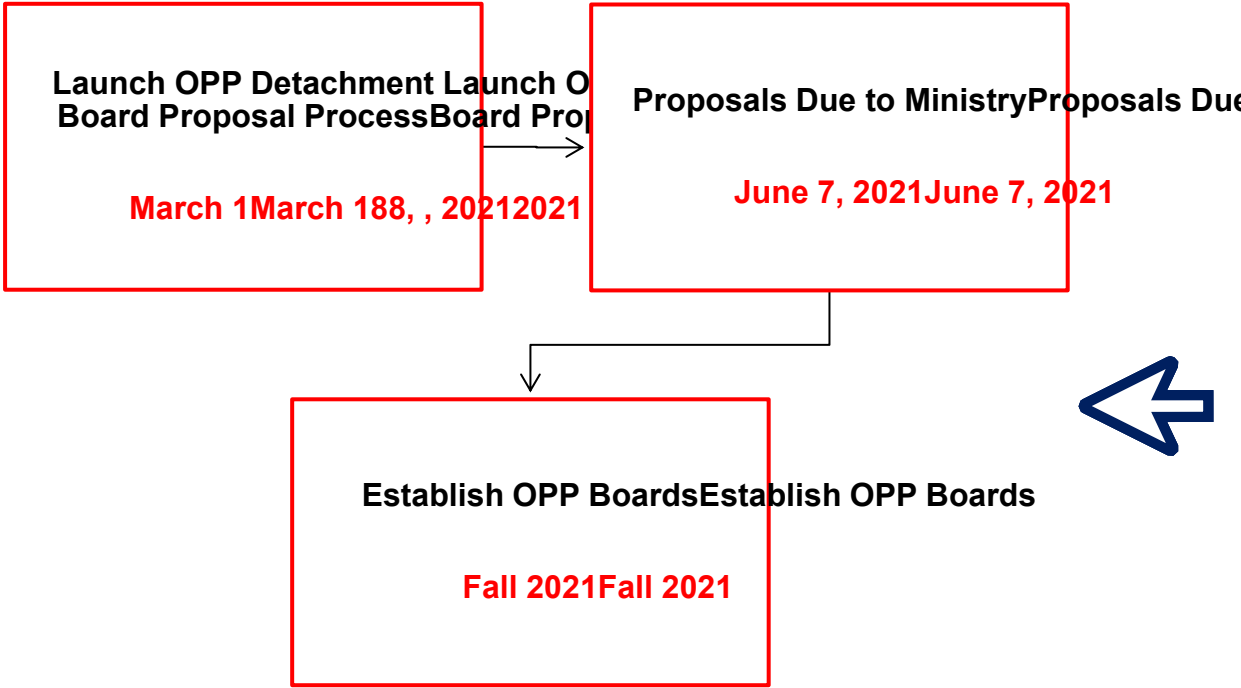 Launch OPP Detachment Launch O
Board Proposal ProcessBoard Prop
March 1March 188, , 20212021
Proposals Due to MinistryProposals Due
June 7, 2021June 7, 2021
Establish OPP BoardsEstablish OPP Boards
Fall 2021Fall 2021